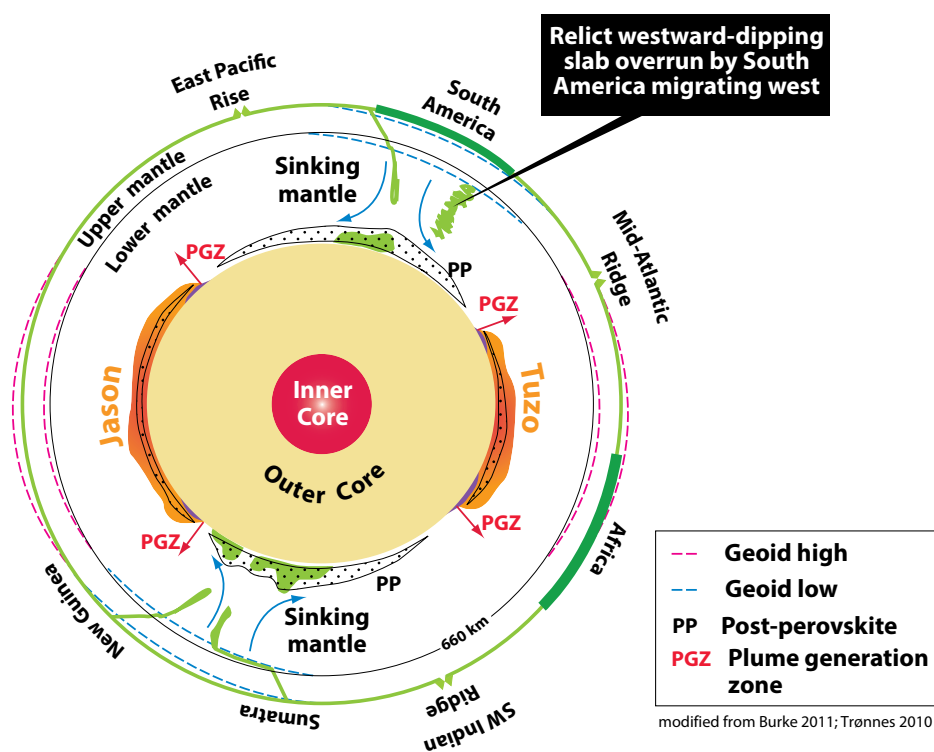 Relict westward-dipping
slab overrun by South
America migrating west
East Pacific
Rise
South
America
Upper mantle
Lower mantle
Sinking
mantle
Mid-Atlantic
Ridge
PGZ
PP
PGZ
Jason
Inner
Core
Tuzo
Outer Core
PGZ
PGZ
PP
Africa
New Guinea
Sinking
mantle
660 km
Sumatra
SW Indian
Ridge
Geoid high
Geoid low
PP Post-perovskite
PGZ Plume generation
zone
modified from Burke 2011; Trønnes 2010